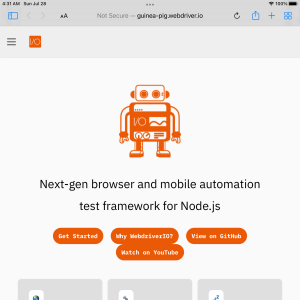 4:31 AM Sun Jul 28
100%
AA
Not Secure — guinea-pig.webdriver.io
I/O
I/O
Next-gen browser and mobile automation
test framework for Node.js
Get Started
Why WebdriverIO?
View on GitHub
Watch on YouTube